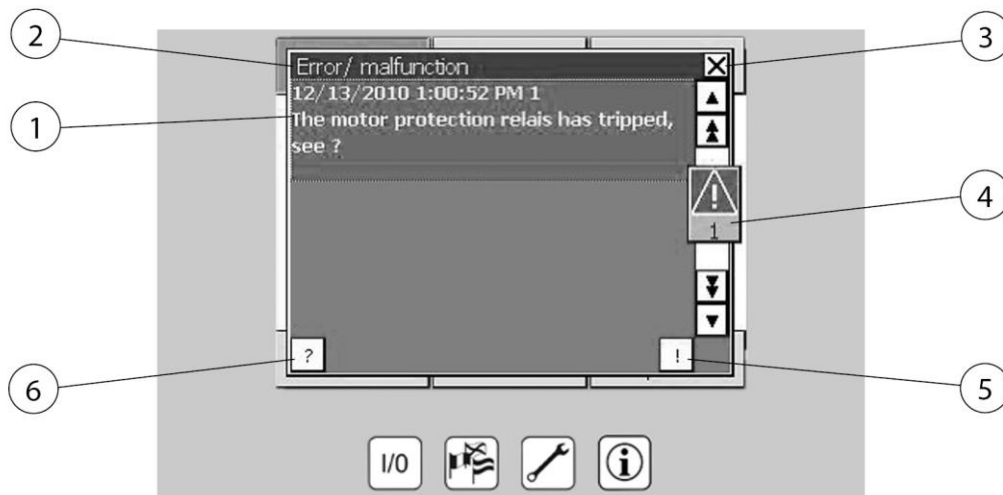 2
3
Error/ malfunction
12/13/2010 1:00:52 PM 1
1
The motor protection relais has tripped,
see ?
4
1
?
!
6
5
I/0
i